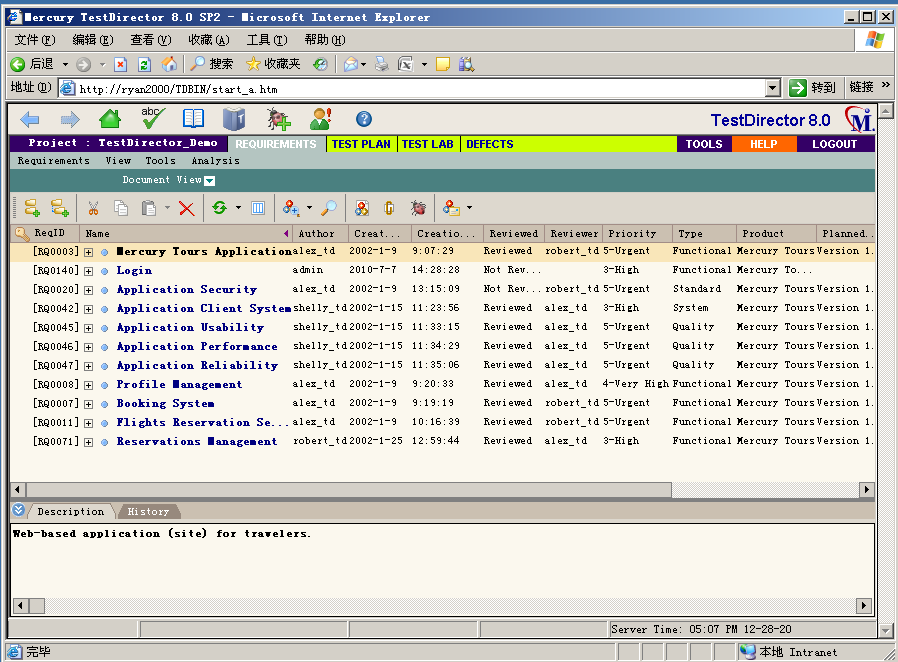 Mercury TestDirector 8.0 SP2 - Microsoft Internet Explorer
文件(F) 编辑(E) 查看(V) 收藏(A) 工具(T) 帮助(H)
后退 搜索 收藏夹
地址(D) http://ryan2000/TDBIN/start_a.htm 转到 链接 »
abc TestDirector 8.0 M.
Project : TestDirector_Demo REQUIREMENTS TEST PLAN TEST LAB DEFECTS TOOLS HELP LOGOUT
Requirements View Tools Analysis
Document View
ReqID Name Author Creat... Creatio... Reviewed Reviewer Priority Type Product Planned..
[RQ0003] Mercury Tours Application alex_td 2002-1-9 9:07:29 Reviewed robert_td 5-Urgent Functional Mercury Tours Version 1.
[RQ0140] Login admin 2010-7-7 14:28:28 Not Rev... 3-High Functional Mercury To...
[RQ0020] Application Security alex_td 2002-1-9 13:15:09 Not Rev... robert_td 5-Urgent Standard Mercury Tours Version 1.
[RQ0042] Application Client System shelly_td 2002-1-15 11:23:56 Reviewed alex_td 3-High System Mercury Tours Version 1.
[RQ0045] Application Usability shelly_td 2002-1-15 11:33:15 Reviewed alex_td 5-Urgent Quality Mercury Tours Version 1.
[RQ0046] Application Performance shelly_td 2002-1-15 11:34:29 Reviewed alex_td 5-Urgent Quality Mercury Tours Version 1.
[RQ0047] Application Reliability shelly_td 2002-1-15 11:35:06 Reviewed alex_td 5-Urgent Quality Mercury Tours Version 1.
[RQ0008] Profile Management alex_td 2002-1-9 9:20:33 Reviewed alex_td 4-Very High Functional Mercury Tours Version 1.
[RQ0007] Booking System alex_td 2002-1-9 9:19:19 Reviewed robert_td 5-Urgent Functional Mercury Tours Version 1.
[RQ0011] Flights Reservation Se... alex_td 2002-1-9 10:16:39 Reviewed robert_td 5-Urgent Functional Mercury Tours Version 1.
[RQ0071] Reservations Management robert_td 2002-1-25 12:59:44 Reviewed alex_td 3-High Functional Mercury Tours Version 1.
Description History
Web-based application (site) for travelers.
Server Time: 05:07 PM 12-28-20
完毕 本地 Intranet